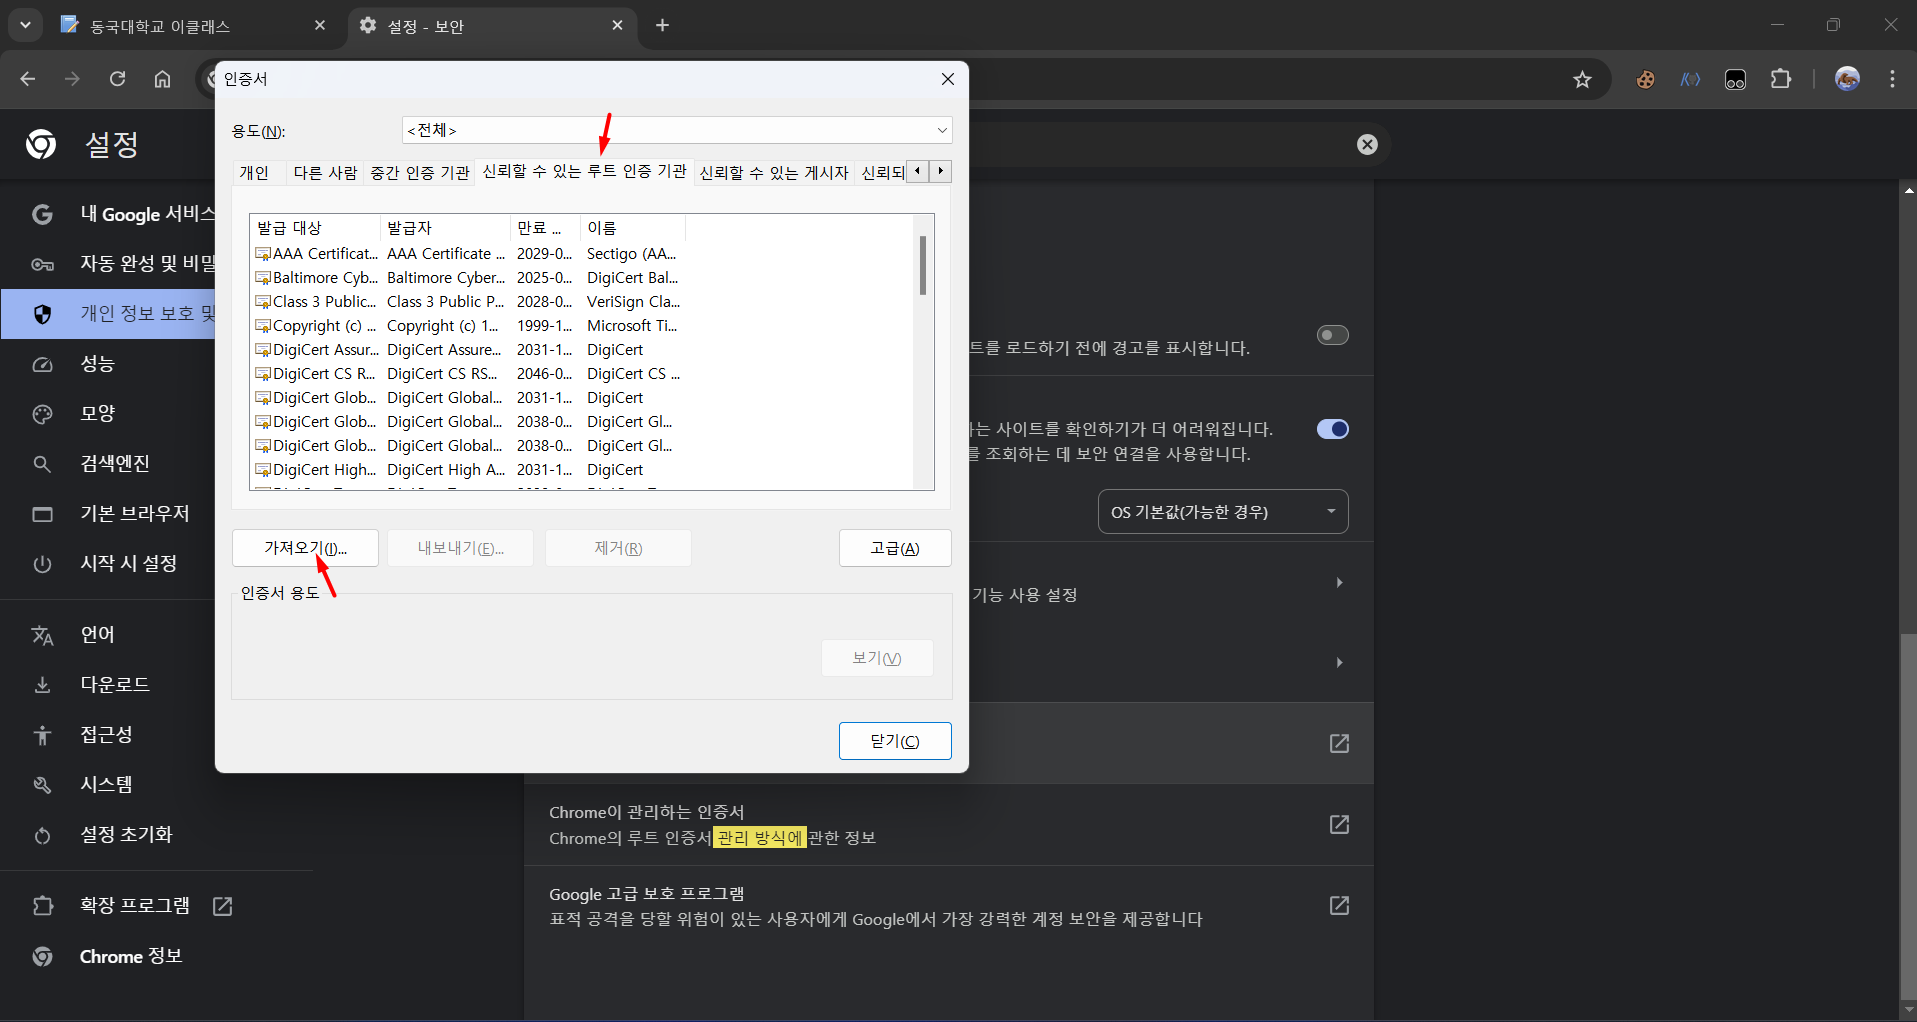 동국대학교 이클래스
설정 - 보안
인증서
설정
용도(N):
<전체>
개인
다른 사람
중간 인증 기관
신뢰할 수 있는 루트 인증 기관
신뢰할 수 있는 게시자
신뢰되
발급 대상 발급자 만료 ... 이름
AAA Certificat... AAA Certificate ... 2029-0... Sectigo (AA...
Baltimore Cyb... Baltimore Cyber... 2025-0... DigiCert Bal...
Class 3 Public... Class 3 Public P... 2028-0... VeriSign Cla...
Copyright (c) ... Copyright (c) 1... 1999-1... Microsoft Ti...
DigiCert Assur... DigiCert Assure... 2031-1... DigiCert
DigiCert CS R... DigiCert CS RS... 2046-0... DigiCert CS ...
DigiCert Glob... DigiCert Global... 2031-1... DigiCert
DigiCert Glob... DigiCert Global... 2038-0... DigiCert Gl...
DigiCert Glob... DigiCert Global... 2038-0... DigiCert Gl...
DigiCert High... DigiCert High A... 2031-1... DigiCert
가져오기(I)...
내보내기(E)...
제거(R)
고급(A)
인증서 용도
보기(V)
닫기(C)
내 Google 서비스
자동 완성 및 비밀
개인 정보 보호 및
성능
모양
검색엔진
기본 브라우저
시작 시 설정
언어
다운로드
접근성
시스템
설정 초기화
확장 프로그램
Chrome 정보
트를 로드하기 전에 경고를 표시합니다.
는 사이트를 확인하기가 더 어려워집니다.
를 조회하는 데 보안 연결을 사용합니다.
OS 기본값(가능한 경우)
기능 사용 설정
Chrome이 관리하는 인증서
Chrome의 루트 인증서 관리 방식에 관한 정보
Google 고급 보호 프로그램
표적 공격을 당할 위험이 있는 사용자에게 Google에서 가장 강력한 계정 보안을 제공합니다